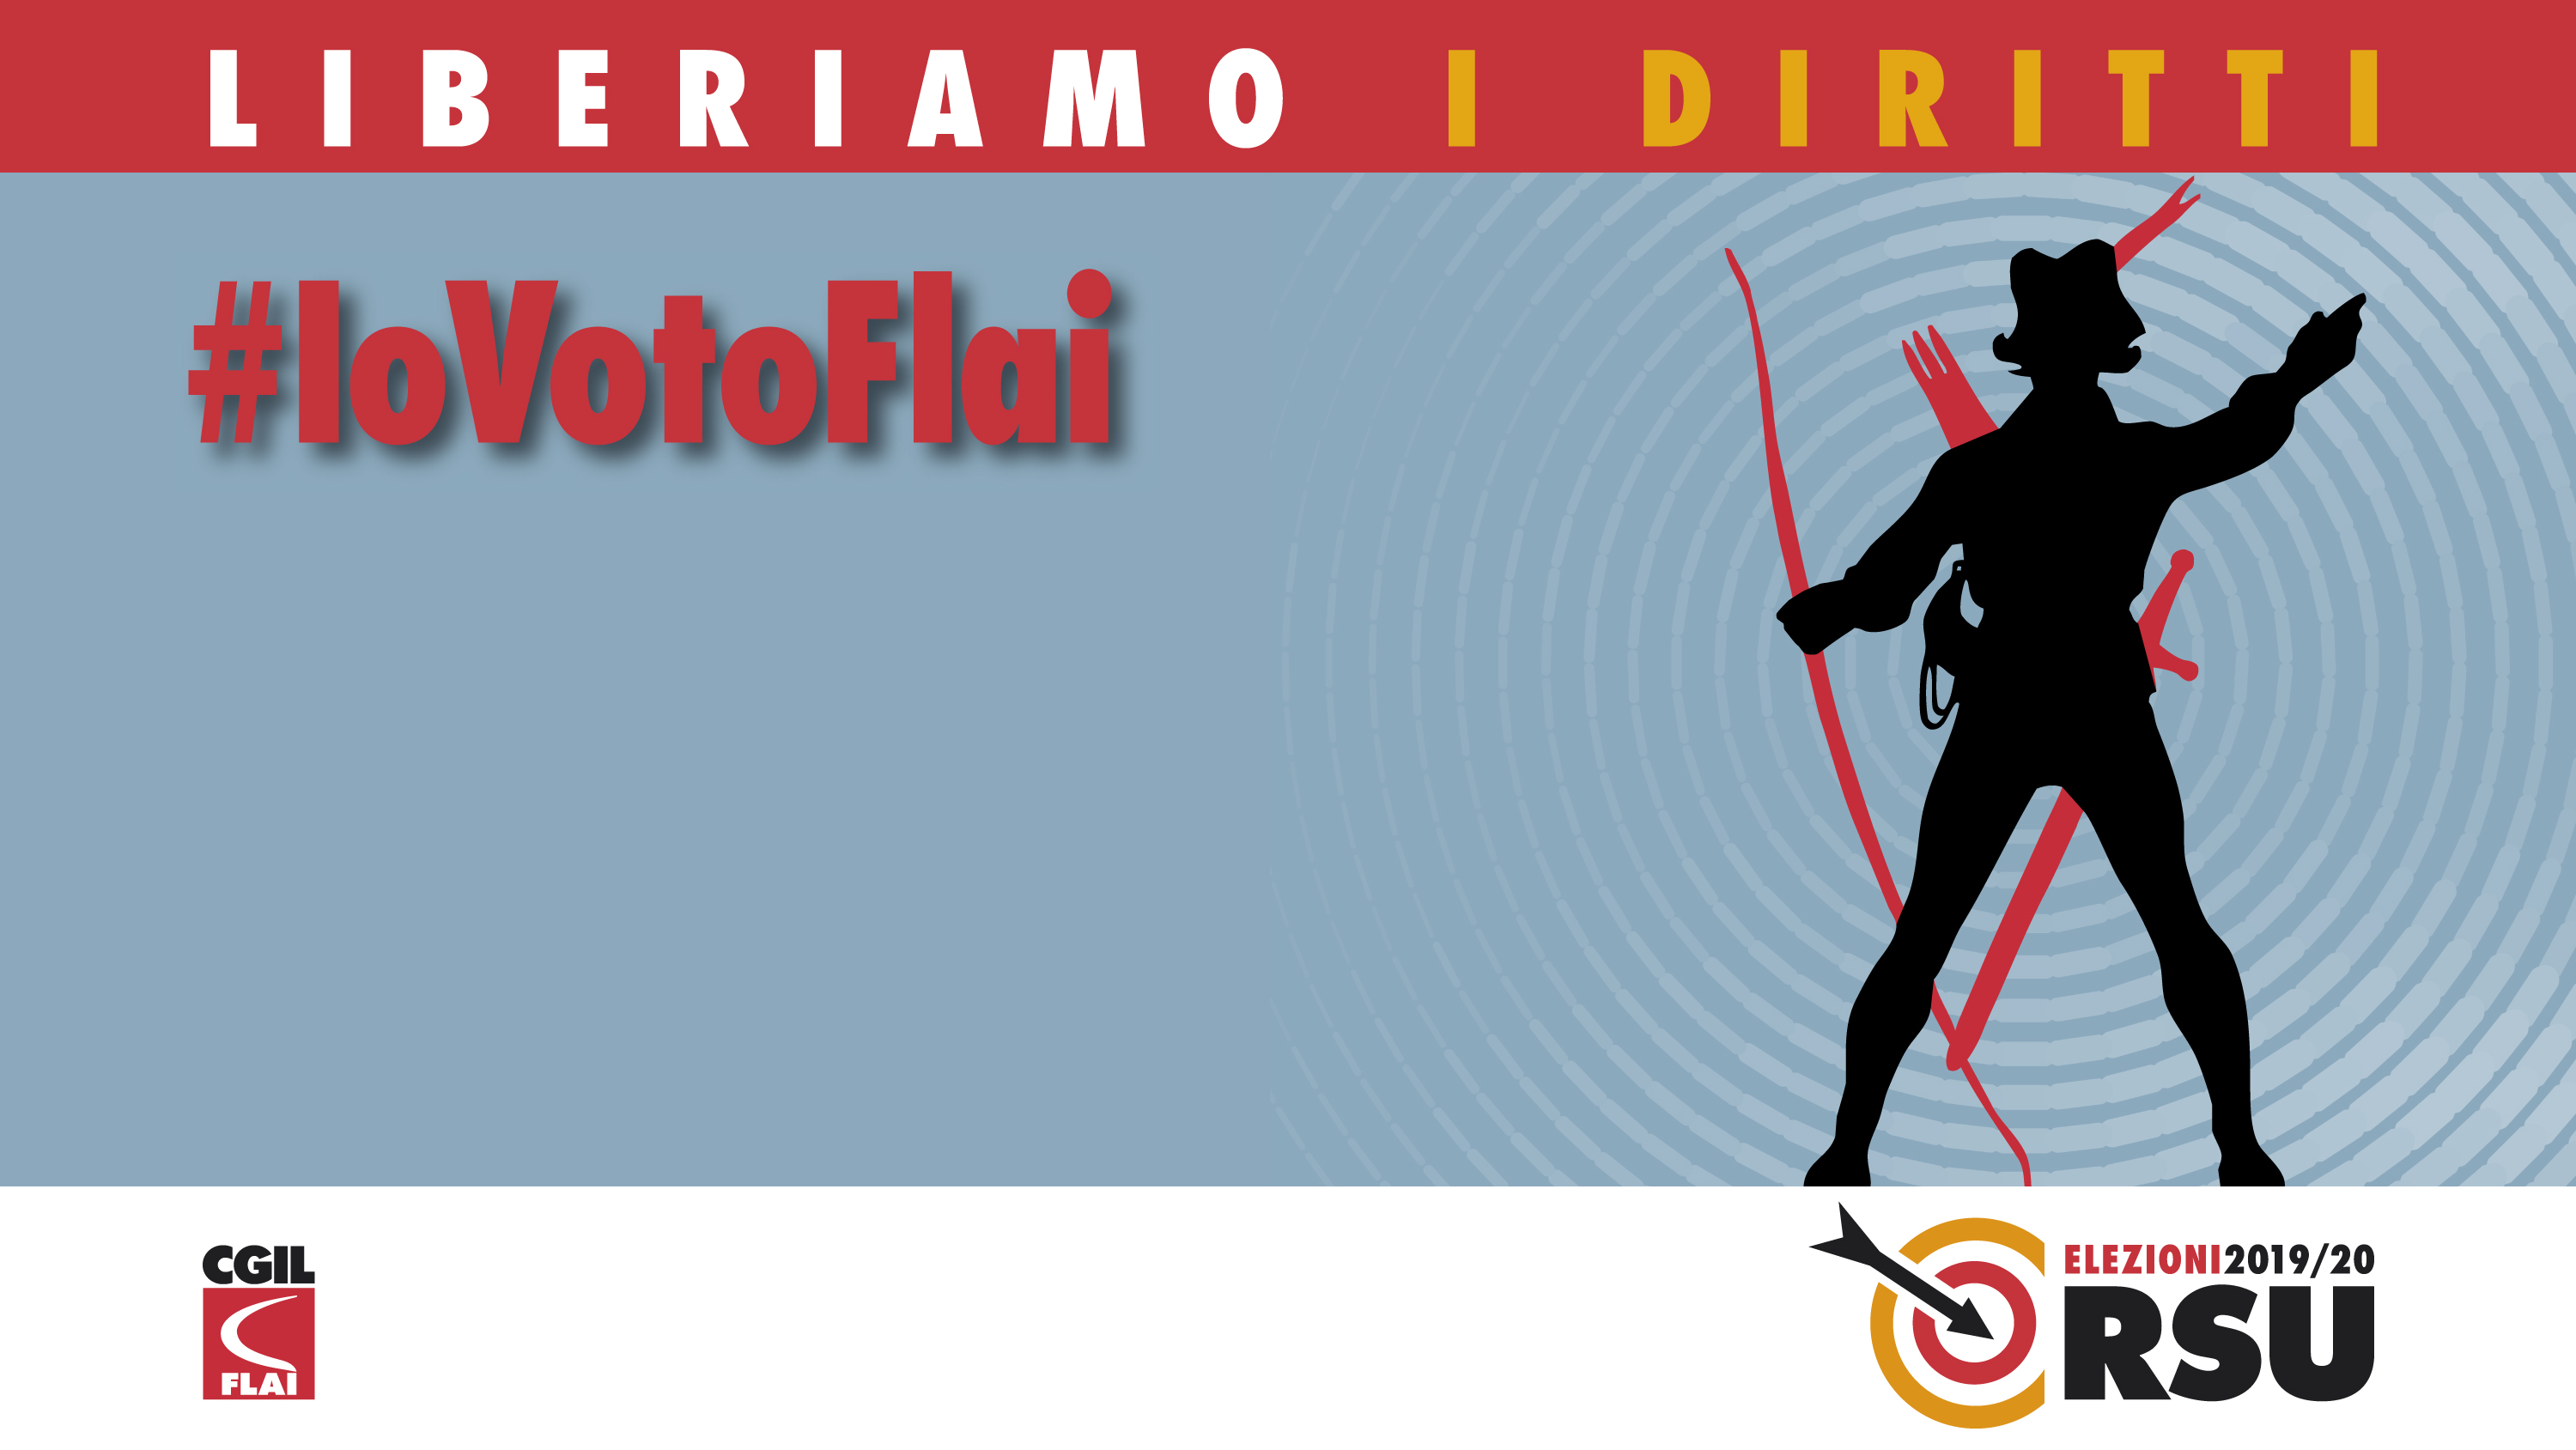 LIBERIAMO I DIRITTI
#IoVotoFlai
CGIL
FLAI
ELEZIONI2019/20
RSU